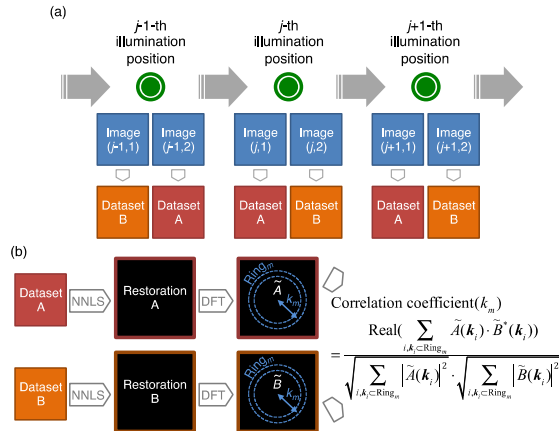 (a)
j-1-th illumination position
j-th illumination position
j+1-th illumination position
Image (j-1,1)
Image (j-1,2)
Image (j,1)
Image (j,2)
Image (j+1,1)
Image (j+1,2)
Dataset B
Dataset A
Dataset A
Dataset B
Dataset A
Dataset B
(b)
Dataset A
NNLS
Restoration A
DFT
Ring_m
Ã
k_m
Dataset B
NNLS
Restoration B
DFT
Ring_m
B̃
k_m
Correlation coefficient(k_m)
= Real( ∑_{i,k_i⊂Ring_m} Ã(k_i) · B̃*(k_i)) / √(∑_{i,k_i⊂Ring_m} |Ã(k_i)|²) · √(∑_{i,k_i⊂Ring_m} |B̃(k_i)|²)